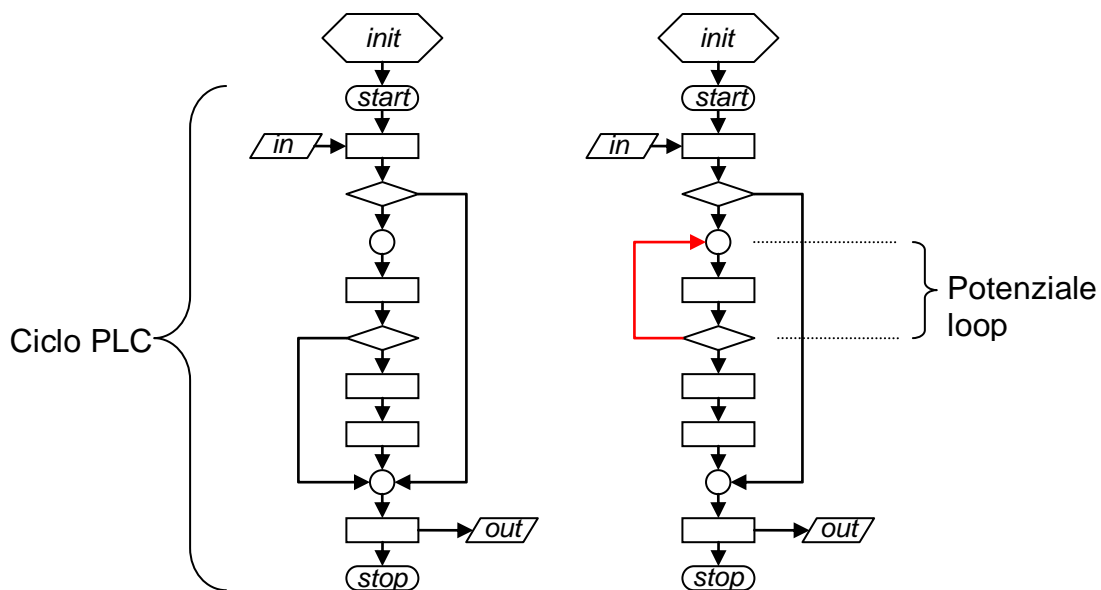 init
init
start
start
in
in
Potenziale
loop
Ciclo PLC
out
out
stop
stop